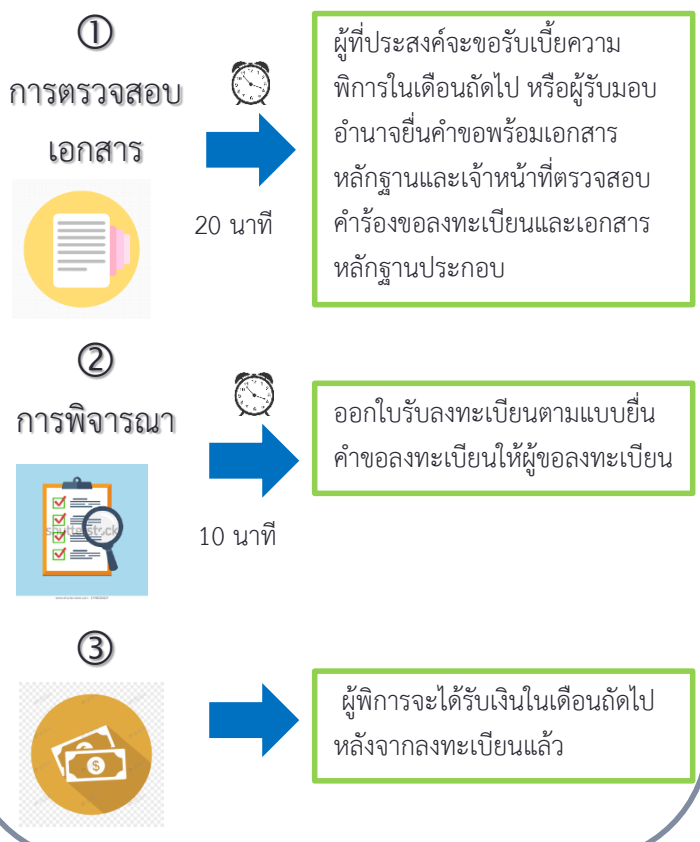 ①
การตรวจสอบ
เอกสาร
20 นาที
ผู้ที่ประสงค์จะขอรับเบี้ยความ
พิการในเดือนถัดไป หรือผู้รับมอบ
อำนาจยื่นคำขอพร้อมเอกสาร
หลักฐานและเจ้าหน้าที่ตรวจสอบ
คำร้องขอลงทะเบียนและเอกสาร
หลักฐานประกอบ
②
การพิจารณา
10 นาที
ออกใบรับลงทะเบียนตามแบบยื่น
คำขอลงทะเบียนให้ผู้ขอลงทะเบียน
shutterstock
③
ผู้พิการจะได้รับเงินในเดือนถัดไป
หลังจากลงทะเบียนแล้ว